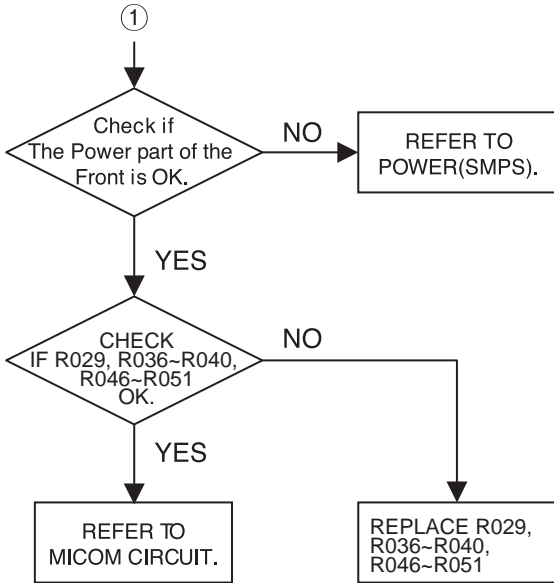 ①
Check if
The Power part of the
Front is OK.
NO
REFER TO
POWER(SMPS).
YES
CHECK
IF R029, R036~R040,
R046~R051
OK.
NO
YES
REFER TO
MICOM CIRCUIT.
REPLACE R029,
R036~R040,
R046~R051